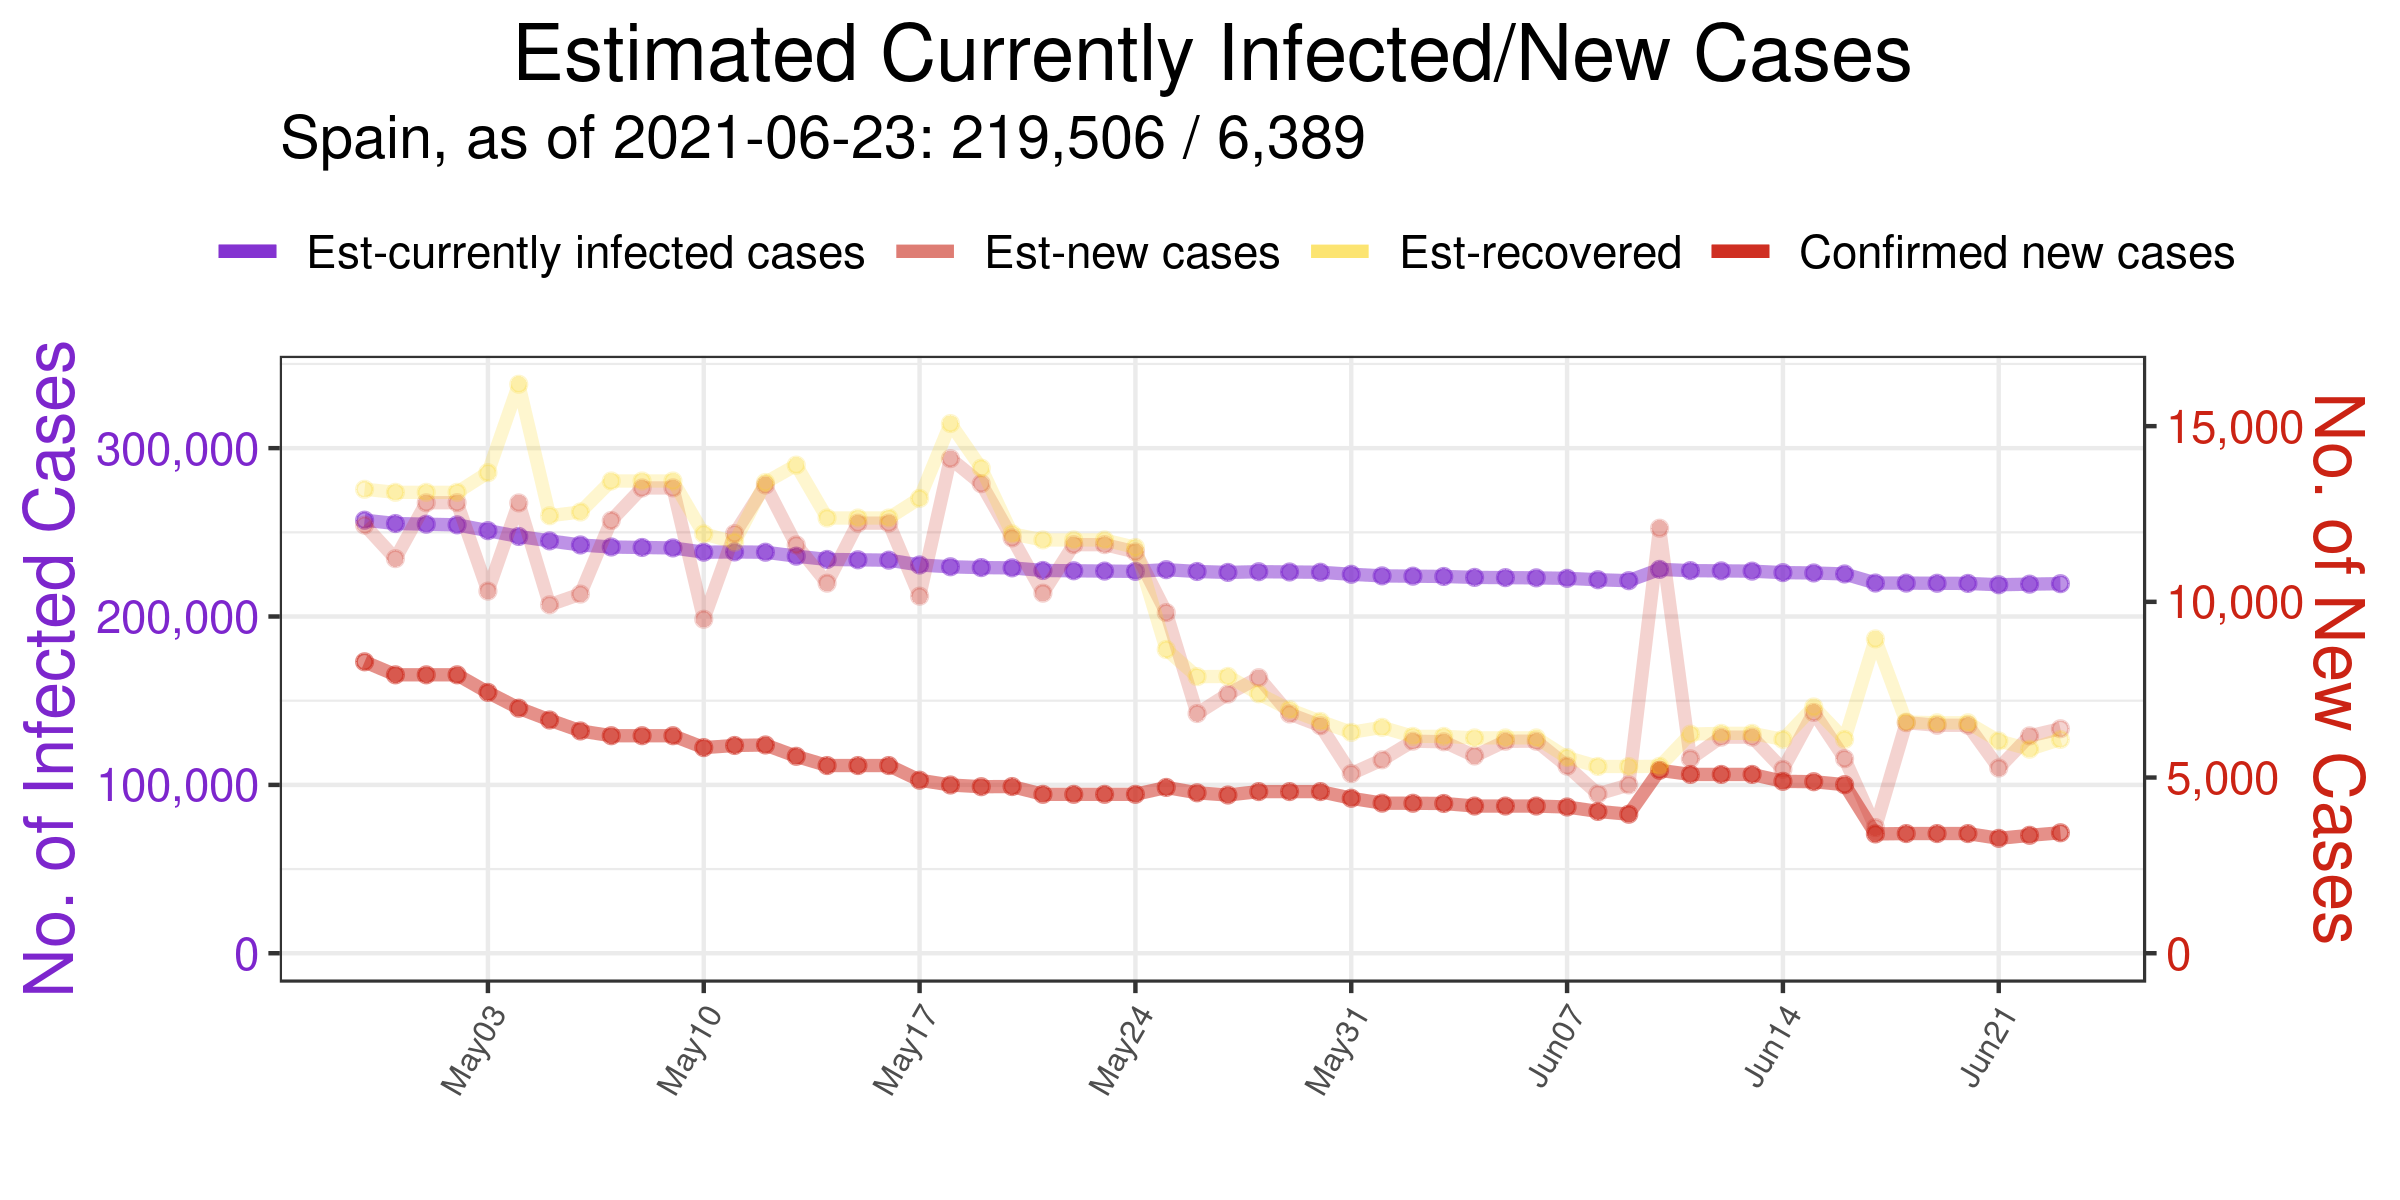 Estimated Currently Infected/New Cases
Spain, as of 2021-06-23: 219,506 / 6,389
Est-currently infected cases Est-new cases Est-recovered Confirmed new cases
No. of Infected Cases
300,000
200,000
100,000
0
15,000
10,000
5,000
0
No. of New Cases
May03 May10 May17 May24 May31 Jun07 Jun14 Jun21